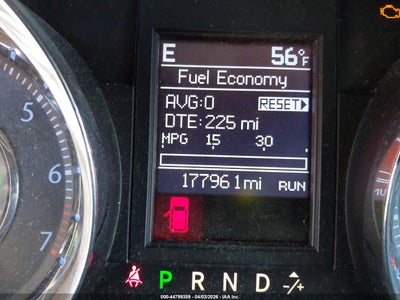 E 56°F
Fuel Economy
AVG:0 RESET
DTE:225 mi
MPG 15 30
177961mi RUN
5
6
7
P R N D -/+
000-44799399 - 04/03/2026 - IAA Inc.